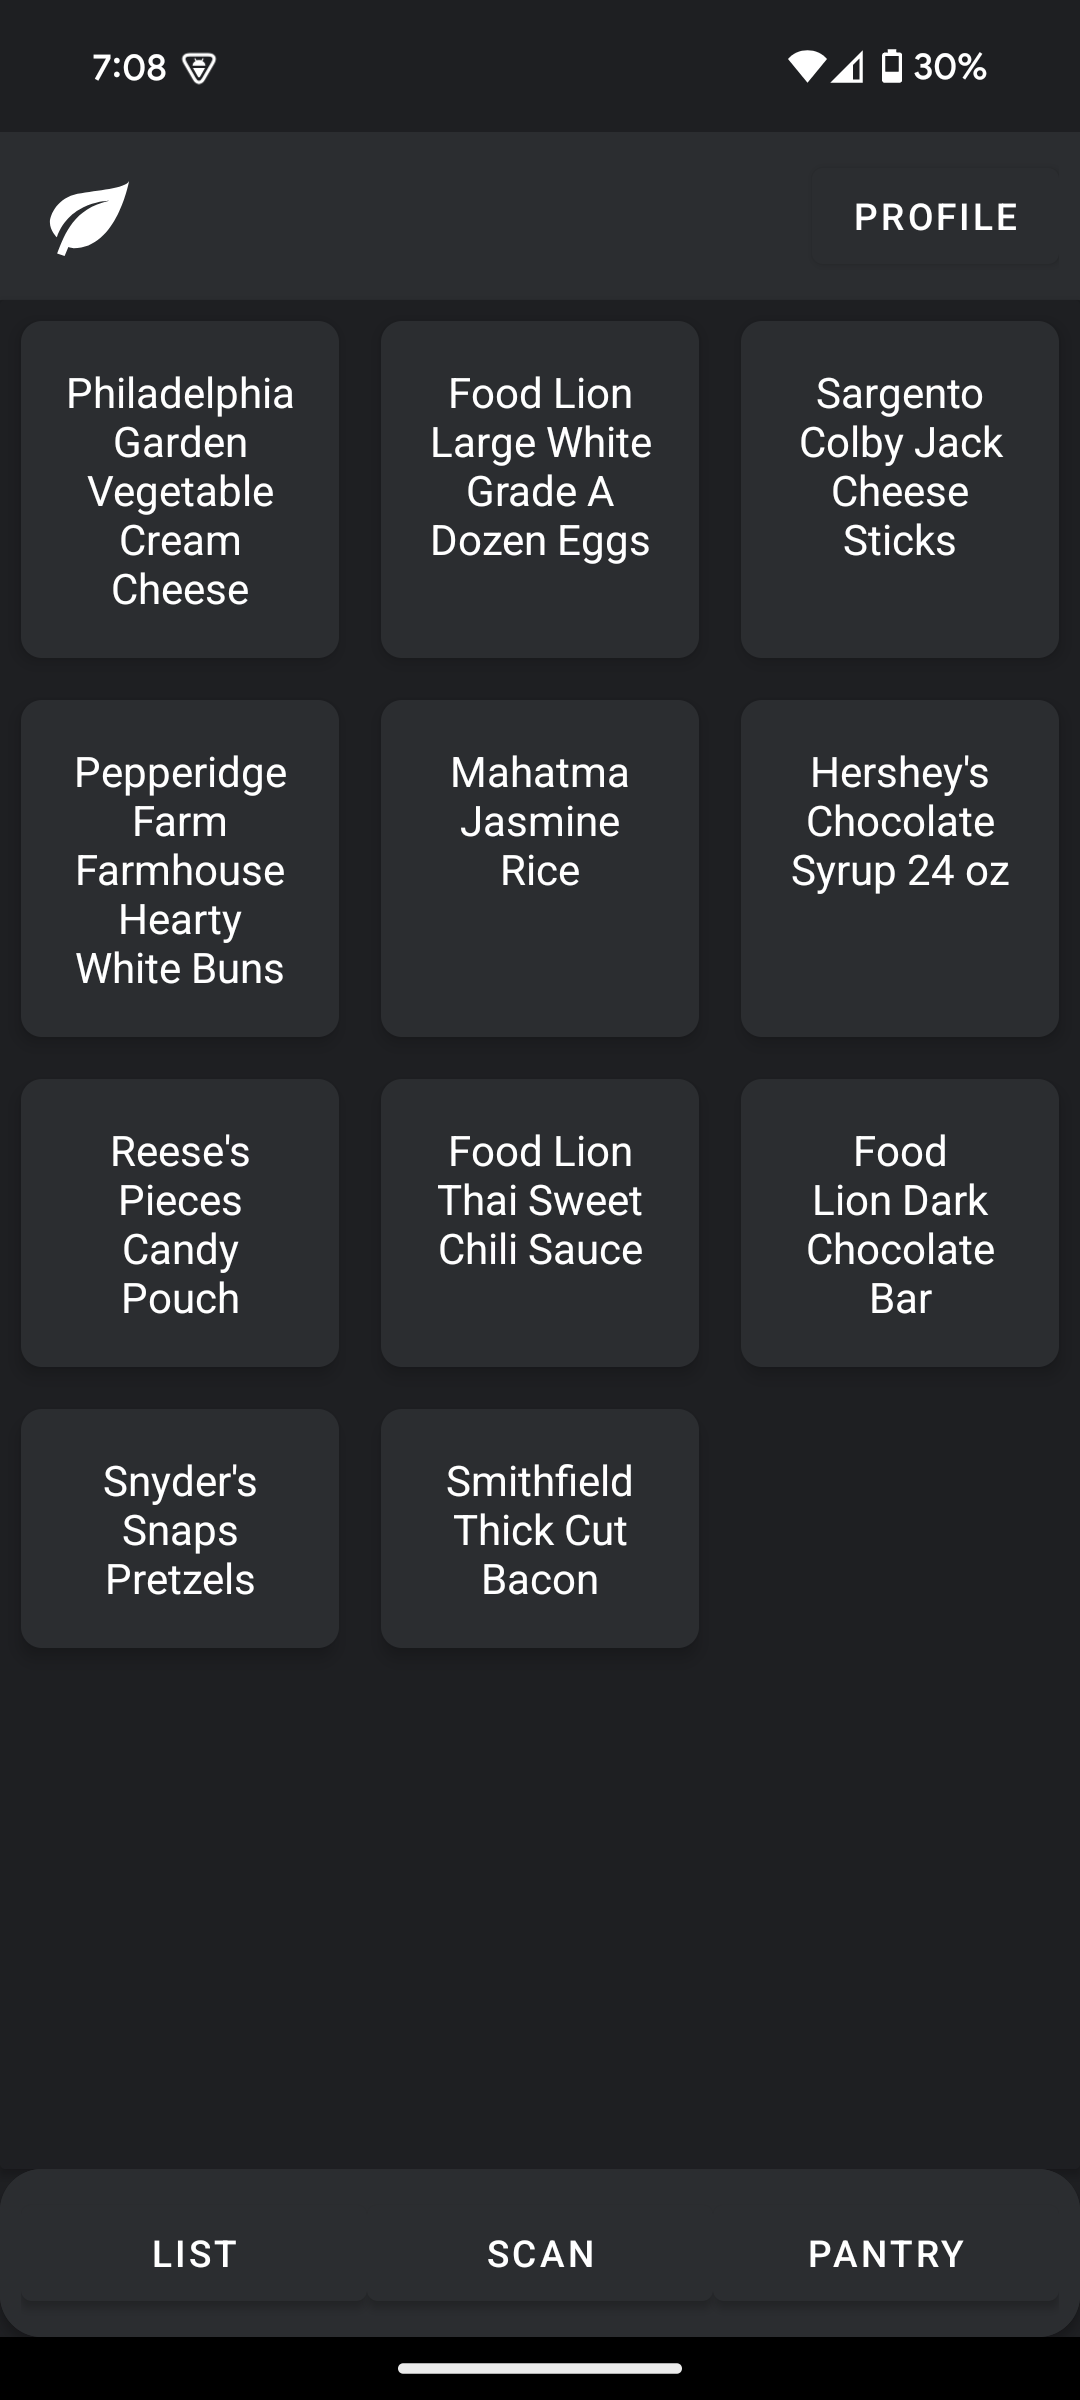 7:08
30%
PROFILE
Philadelphia
Garden
Vegetable
Cream
Cheese
Food Lion
Large White
Grade A
Dozen Eggs
Sargento
Colby Jack
Cheese
Sticks
Pepperidge
Farm
Farmhouse
Hearty
White Buns
Mahatma
Jasmine
Rice
Hershey's
Chocolate
Syrup 24 oz
Reese's
Pieces
Candy
Pouch
Food Lion
Thai Sweet
Chili Sauce
Food
Lion Dark
Chocolate
Bar
Snyder's
Snaps
Pretzels
Smithfield
Thick Cut
Bacon
LIST
SCAN
PANTRY